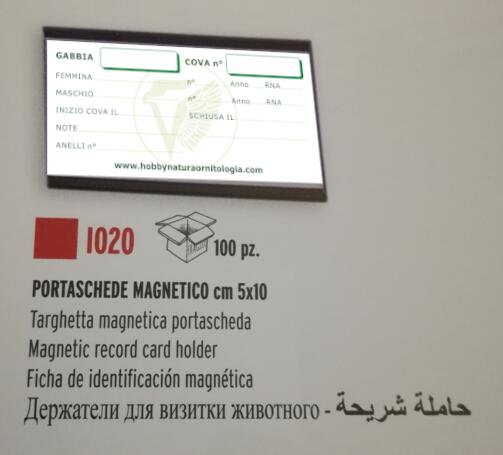 GABBIA COVA n°
FEMMINA n° Anno RNA
MASCHIO n° Anno RNA
INIZIO COVA IL SCHIUSA IL
NOTE
ANELLI n°
www.hobbynaturaornitologia.com
I020 100 pz.
PORTASCHEDE MAGNETICO cm 5x10
Targhetta magnetica portascheda
Magnetic record card holder
Ficha de identificación magnética
Держатели для визитки животного - حاملة شريحة